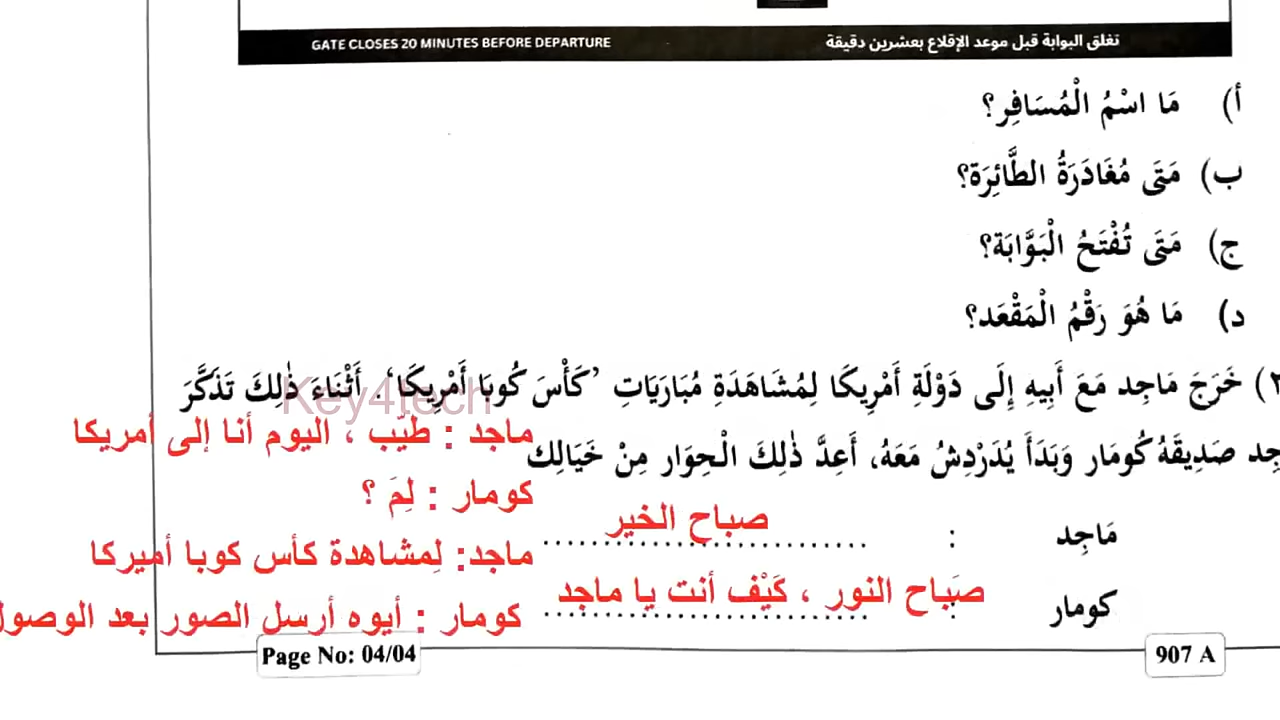 GATE CLOSES 20 MINUTES BEFORE DEPARTURE تغلق البوابة قبل موعد الإقلاع بعشرين دقيقة
أ) مَا اسْمُ الْمُسَافِر؟
ب) مَتَى مُغَادَرَةُ الطَّائِرَة؟
ج) مَتَى تُفْتَحُ الْبَوَّابَة؟
د) مَا هُوَ رَقْمُ الْمَقْعَد؟
) خَرَجَ مَاجِد مَعَ أَبِيهِ إِلَى دَوْلَةِ أَمْرِيكَا لِمُشَاهَدَةِ مُبَارَيَاتِ ’كَأْسَ كُوبَا أَمْرِيكَا‘. أَثْنَاءَ ذٰلِكَ تَذَكَّرَ
Key4tech
صَدِيقَهُ كُومَار وَبَدَأَ يُدَرْدِشُ مَعَهُ، أَعِدَّ ذٰلِكَ الْحِوَار مِنْ خَيَالِك
مَاجِد : صباح الخير
كومار : صَباح النور ، كَيْف أنت يا ماجد
ماجد : طيّب ، اليوم أنا إلى أمريكا
كومار : لِمَ ؟
ماجد: لِمشاهدة كأس كوبا أميركا
كومار : أيوه أرسل الصور بعد الوصول
Page No: 04/04
907 A